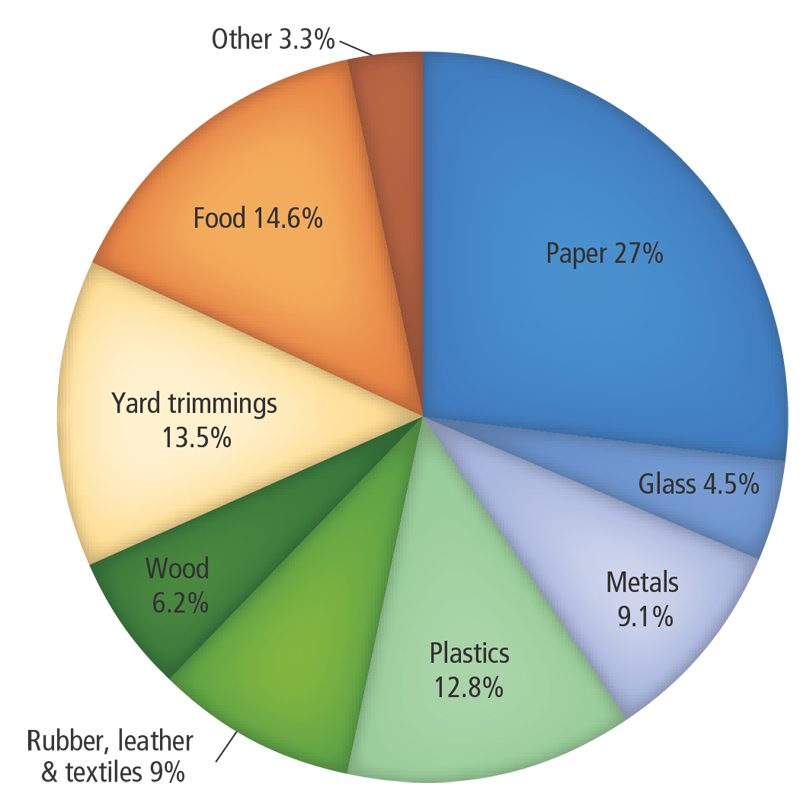 Other 3.3%
Food 14.6%
Paper 27%
Yard trimmings
13.5%
Glass 4.5%
Wood
6.2%
Metals
9.1%
Plastics
12.8%
Rubber, leather
& textiles 9%